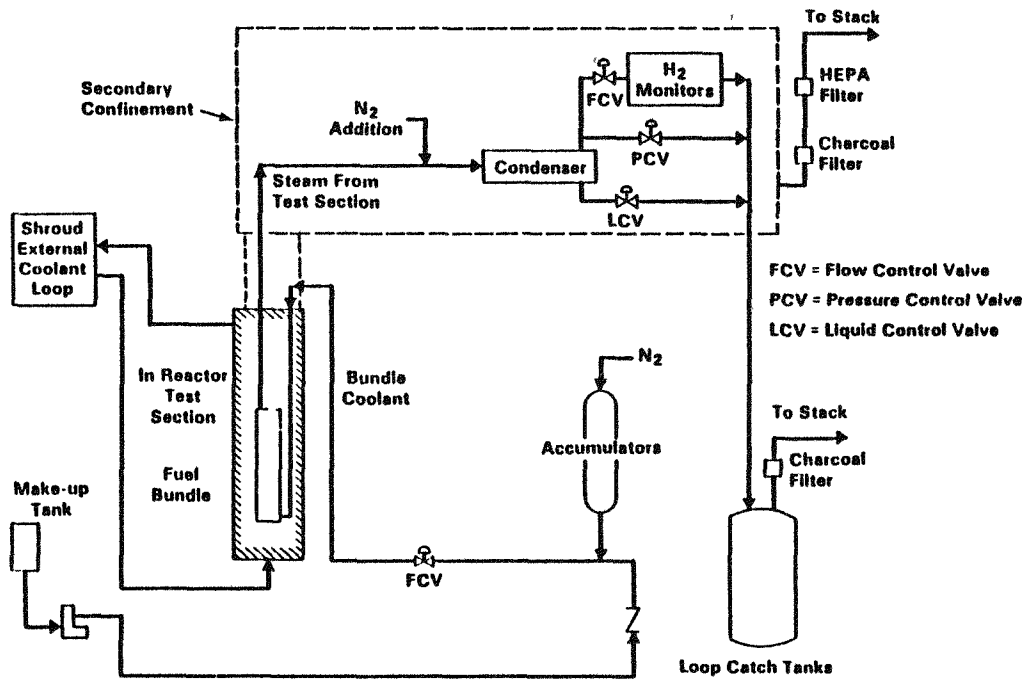 To Stack
HEPA
Filter
Charcoal
Filter
Secondary
Confinement
N2
Addition
FCV
H2
Monitors
PCV
Condenser
LCV
Steam From
Test Section
Shroud
External
Coolant
Loop
FCV = Flow Control Valve
PCV = Pressure Control Valve
LCV = Liquid Control Valve
In Reactor
Test
Section
Bundle
Coolant
N2
Accumulators
Fuel
Bundle
To Stack
Charcoal
Filter
Make-up
Tank
FCV
Loop Catch Tanks